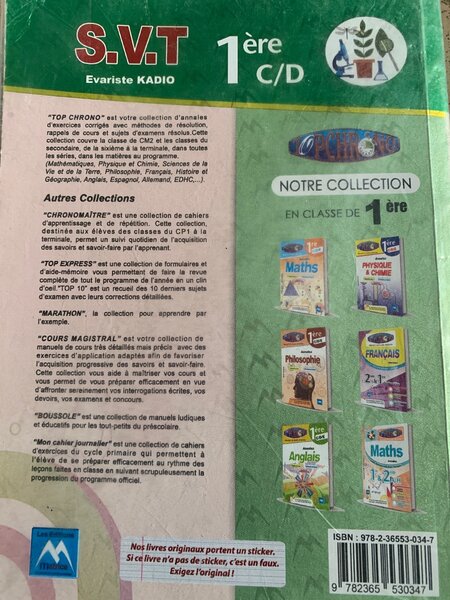 S.V.T
Evariste KADIO
1ère
C/D
"TOP CHRONO" est votre collection d'annales
d'exercices corrigés avec méthodes de résolution,
rappels de cours et sujets d'examens résolus.Cette
collection couvre la classe de CM2 et les classes du
secondaire, de la sixième à la terminale, dans toutes
les séries, dans les matières au programme.
(Mathématiques, Physique et Chimie, Sciences de la
Vie et de la Terre, Philosophie, Français, Histoire et
Géographie, Anglais, Espagnol, Allemand, EDHC,...).
Autres Collections
"CHRONOMAÎTRE" est une collection de cahiers
d'apprentissage et de répétition. Cette collection,
destinée aux élèves des classes du CP1 à la
terminale, permet un suivi quotidien de l'acquisition
des savoirs et savoir-faire par l'apprenant.
"TOP EXPRESS" est une collection de formulaires et
d'aide-mémoire vous permettant de faire la revue
complète de tout le programme de l'année en un clin
d'oeil."TOP 10" est un recueil des 10 derniers sujets
d'examen avec leurs corrections détaillées.
"MARATHON", la collection pour apprendre par
l'exemple.
"COURS MAGISTRAL" est votre collection de
manuels de cours très détaillés mais précis avec des
exercices d'application adaptés afin de favoriser
l'acquisition progressive des savoirs et savoir-faire.
Cette collection vous aide à maîtriser vos cours et
vous permet de vous préparer efficacement en vue
d'affronter sereinement vos interrogations écrites, vos
devoirs, vos examens et concours.
"BOUSSOLE" est une collection de manuels ludiques
et éducatifs pour les tout-petits du préscolaire.
"Mon cahier journalier" est une collection de cahiers
d'exercices du cycle primaire qui permettent à
l'élève de se préparer efficacement au rythme des
leçons faites en classe en suivant scrupuleusement la
progression du programme officiel.
TOP CHRONO
NOTRE COLLECTION
EN CLASSE DE 1ère
1ère
Maths
PHYSIQUE
& CHIMIE
1ère
Philosophie
FRANÇAIS
2nde & 1ère
1ère
Annales
Anglais
Maths
Les Editions
Matrice
Nos livres originaux portent un sticker.
Si ce livre n'a pas de sticker, c'est un faux.
Exigez l'original !
ISBN : 978-2-36553-034-7
9 782365 530347